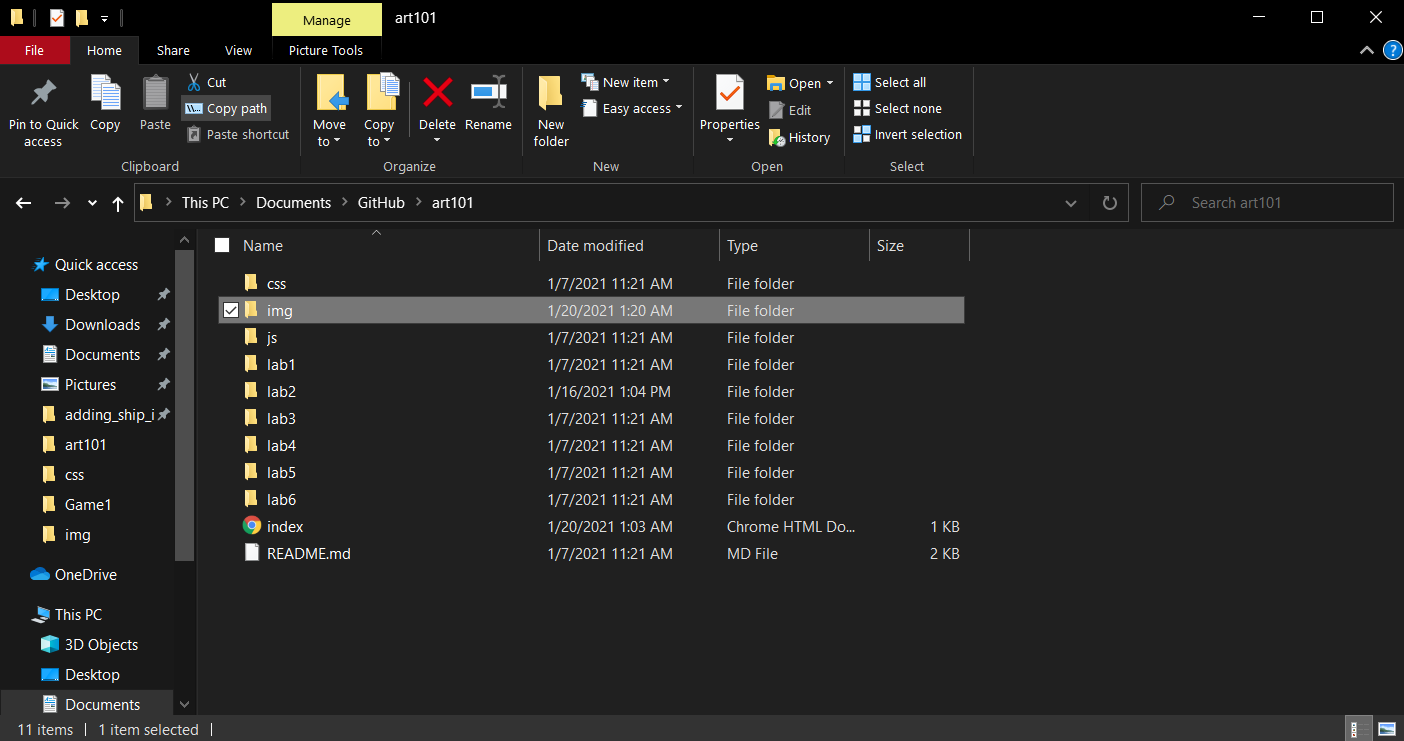 Manage
art101
File
Home
Share
View
Picture Tools
Pin to Quick access
Copy
Paste
Cut
\\...
Copy path
Paste shortcut
Clipboard
Move to
Copy to
Delete
Rename
Organize
New folder
New item
Easy access
New
Properties
Open
Edit
History
Open
Select all
Select none
Invert selection
Select
This PC
Documents
GitHub
art101
Search art101
Name Date modified Type Size
css 1/7/2021 11:21 AM File folder
img 1/20/2021 1:20 AM File folder
js 1/7/2021 11:21 AM File folder
lab1 1/7/2021 11:21 AM File folder
lab2 1/16/2021 1:04 PM File folder
lab3 1/7/2021 11:21 AM File folder
lab4 1/7/2021 11:21 AM File folder
lab5 1/7/2021 11:21 AM File folder
lab6 1/7/2021 11:21 AM File folder
index 1/20/2021 1:03 AM Chrome HTML Do... 1 KB
README.md 1/7/2021 11:21 AM MD File 2 KB
Quick access
Desktop
Downloads
Documents
Pictures
adding_ship_i
art101
css
Game1
img
OneDrive
This PC
3D Objects
Desktop
Documents
11 items
1 item selected